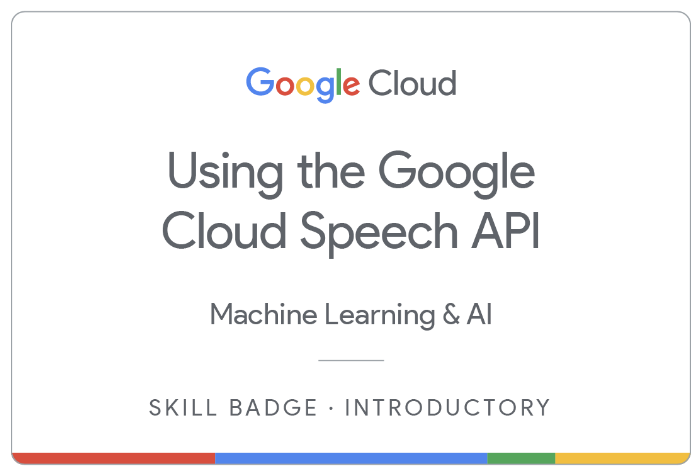 Google Cloud
Using the Google
Cloud Speech API
Machine Learning & AI
SKILL BADGE · INTRODUCTORY